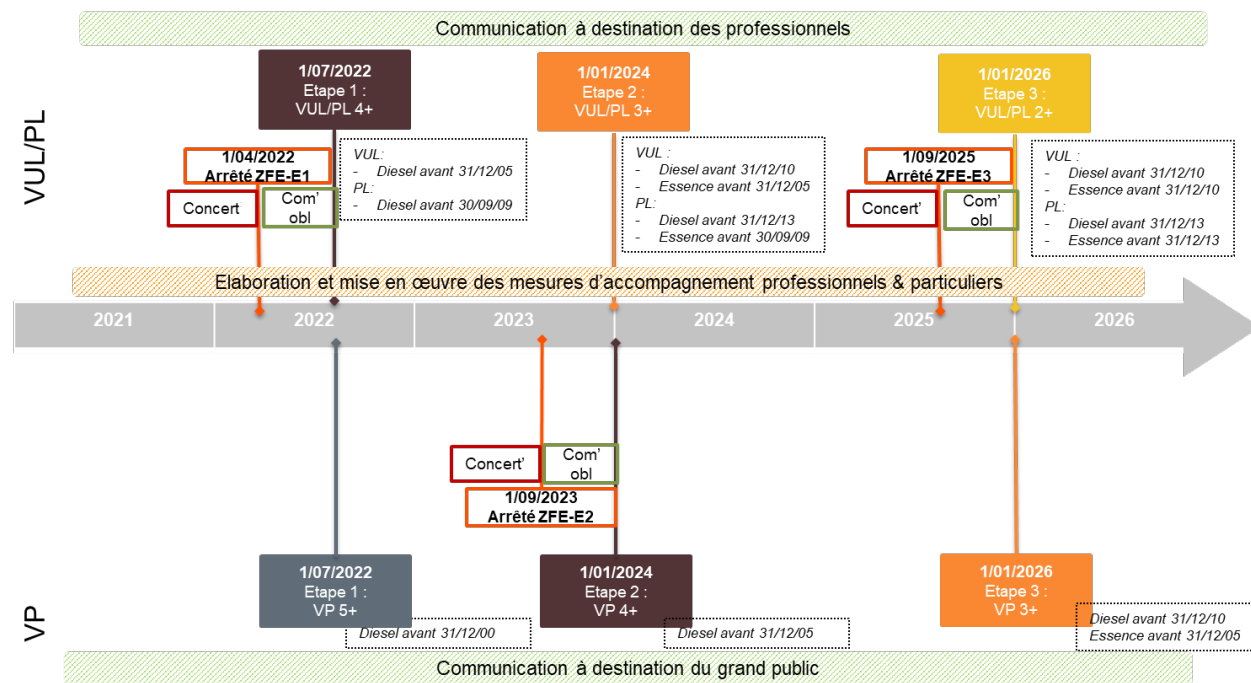 Communication à destination des professionnels
VUL/PL
1/07/2022
Etape 1 :
VUL/PL 4+
1/01/2024
Etape 2 :
VUL/PL 3+
1/01/2026
Etape 3 :
VUL/PL 2+
1/04/2022
Arrêté ZFE-E1
Concert’
Com’
obl
VUL:
- Diesel avant 31/12/05
PL:
- Diesel avant 30/09/09
VUL :
- Diesel avant 31/12/10
- Essence avant 31/12/05
PL:
- Diesel avant 31/12/13
- Essence avant 30/09/09
1/09/2025
Arrêté ZFE-E3
Concert’
Com’
obl
VUL :
- Diesel avant 31/12/10
- Essence avant 31/12/10
PL:
- Diesel avant 31/12/13
- Essence avant 31/12/13
Elaboration et mise en œuvre des mesures d’accompagnement professionnels & particuliers
2021
2022
2023
2024
2025
2026
Concert’
Com’
obl
1/09/2023
Arrêté ZFE-E2
VP
1/07/2022
Etape 1 :
VP 5+
Diesel avant 31/12/00
1/01/2024
Etape 2 :
VP 4+
Diesel avant 31/12/05
1/01/2026
Etape 3 :
VP 3+
Diesel avant 31/12/10
Essence avant 31/12/05
Communication à destination du grand public